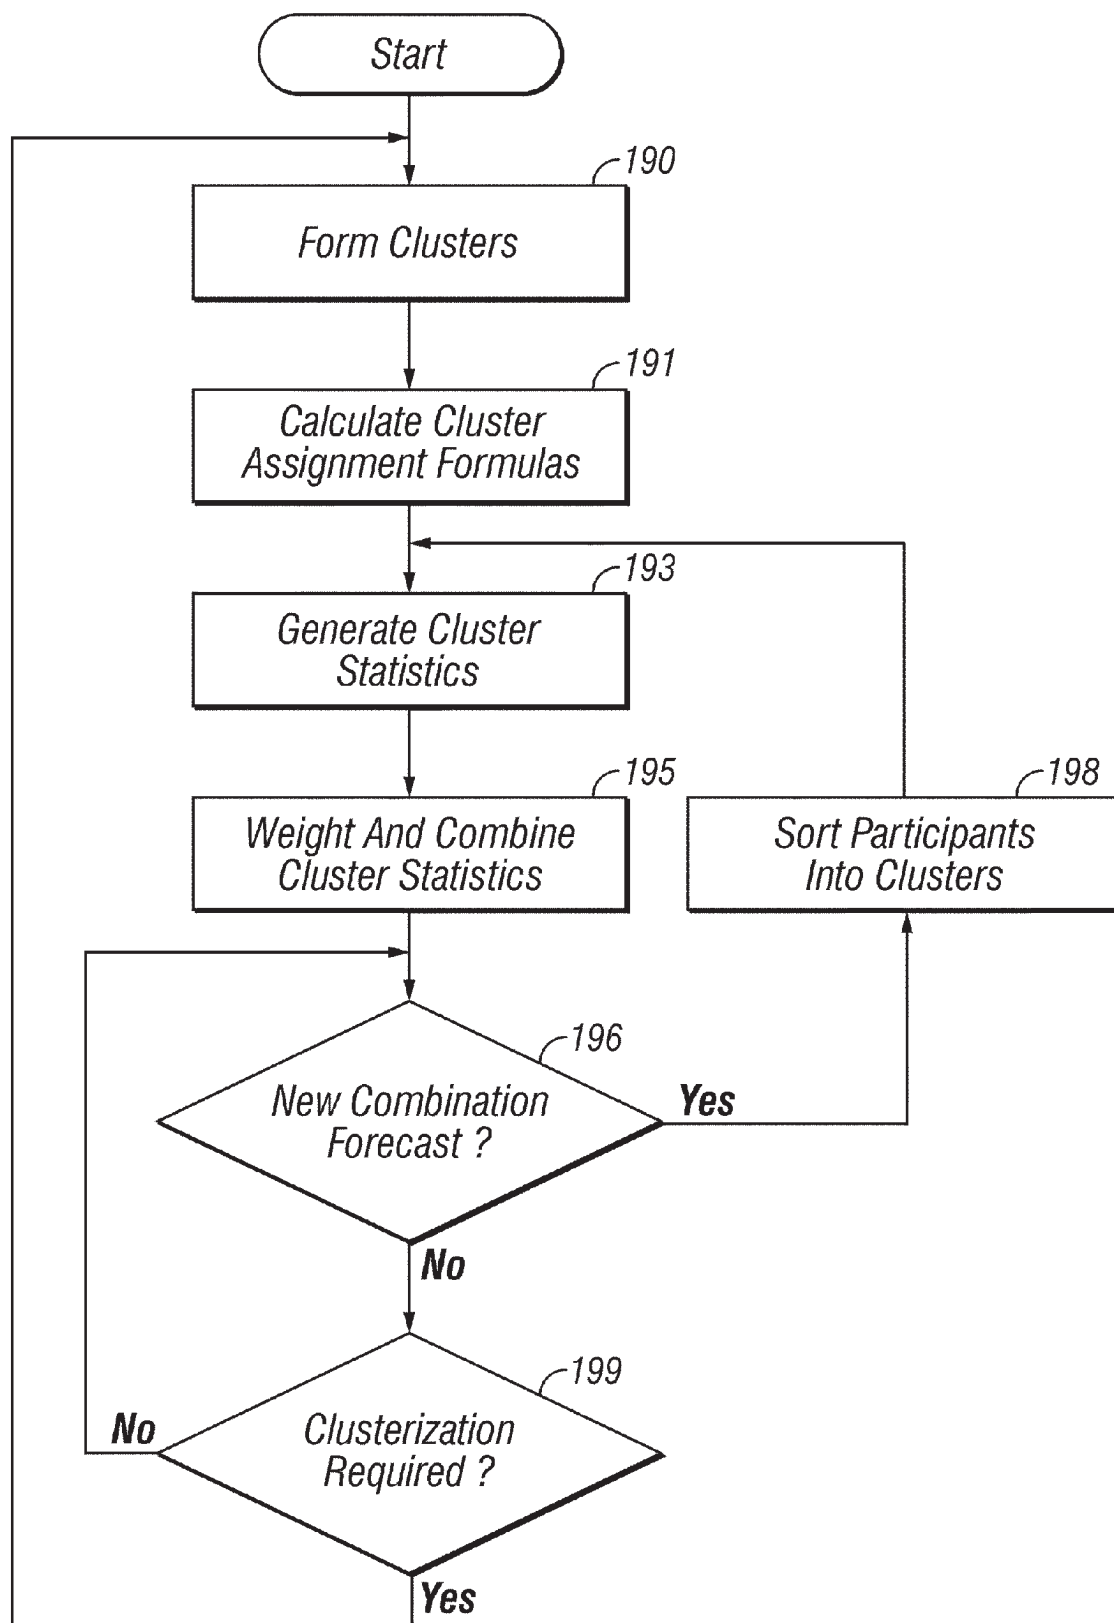 Start
190
Form Clusters
191
Calculate Cluster
Assignment Formulas
193
Generate Cluster
Statistics
195
Weight And Combine
Cluster Statistics
198
Sort Participants
Into Clusters
196
New Combination
Forecast ?
Yes
No
199
Clusterization
Required ?
No
Yes